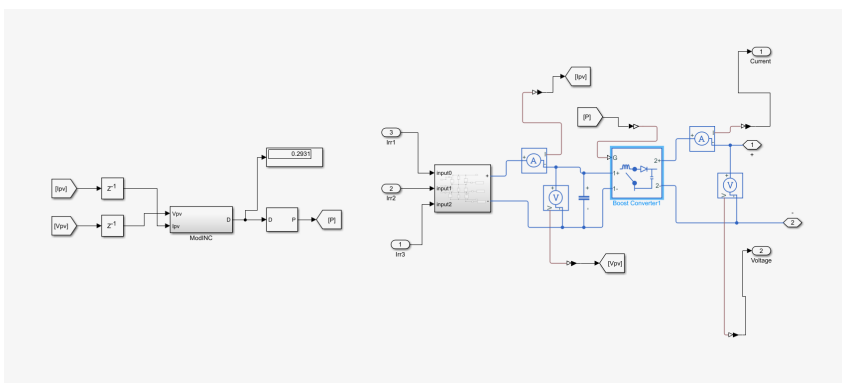 1
Current
[Ipv]
[P]
3
Irr1
A
0.2931
G
2+
1
+
input0
1+
[Ipv]
Z-1
2
input1
V
1-
2-
V
Irr2
Vpv
D
D
P
[P]
input2
Boost Converter1
[Vpv]
Z-1
Ipv
-
ModINC
2
1
Irr3
2
Voltage
[Vpv]